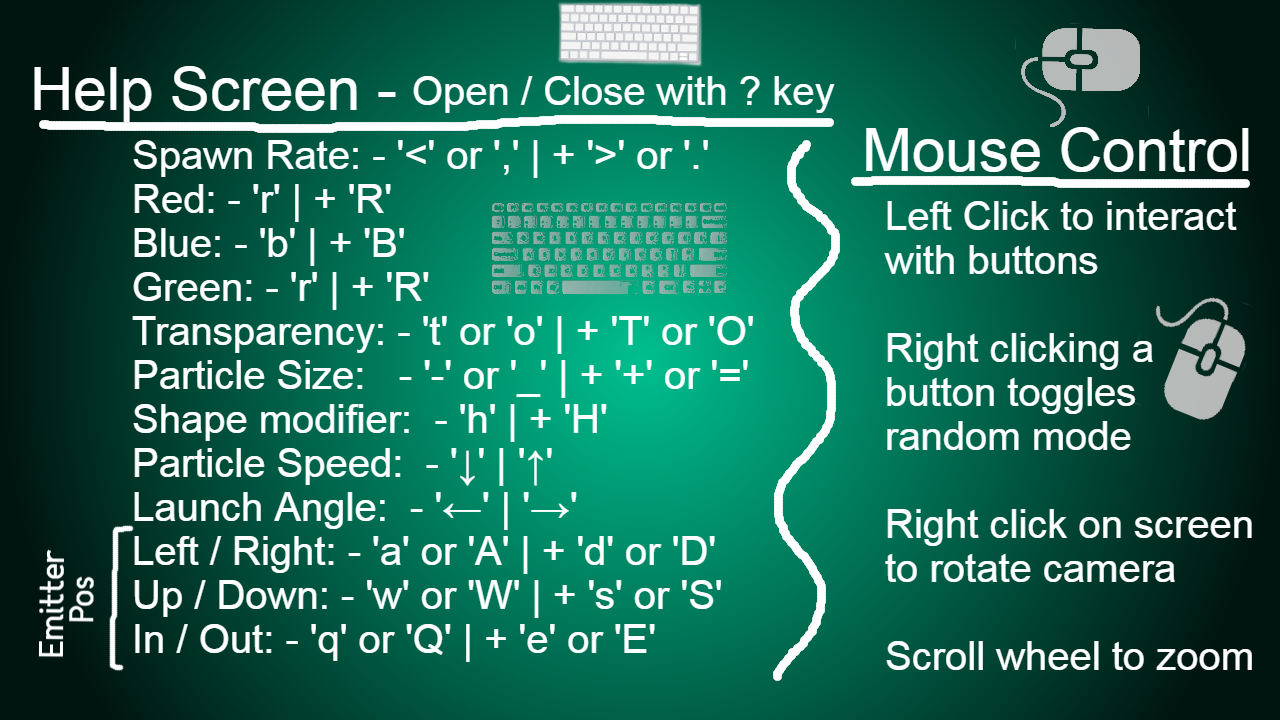 Help Screen - Open / Close with ? key
Spawn Rate: - '<' or ',' | + '>' or '.'
Red: - 'r' | + 'R'
Blue: - 'b' | + 'B'
Green: - 'r' | + 'R'
Transparency: - 't' or 'o' | + 'T' or 'O'
Particle Size: - '-' or '_' | + '+' or '='
Shape modifier: - 'h' | + 'H'
Particle Speed: - '↓' | '↑'
Launch Angle: - '←' | '→'
Emitter
Pos
Left / Right: - 'a' or 'A' | + 'd' or 'D'
Up / Down: - 'w' or 'W' | + 's' or 'S'
In / Out: - 'q' or 'Q' | + 'e' or 'E'
Mouse Control
Left Click to interact
with buttons
Right clicking a
button toggles
random mode
Right click on screen
to rotate camera
Scroll wheel to zoom